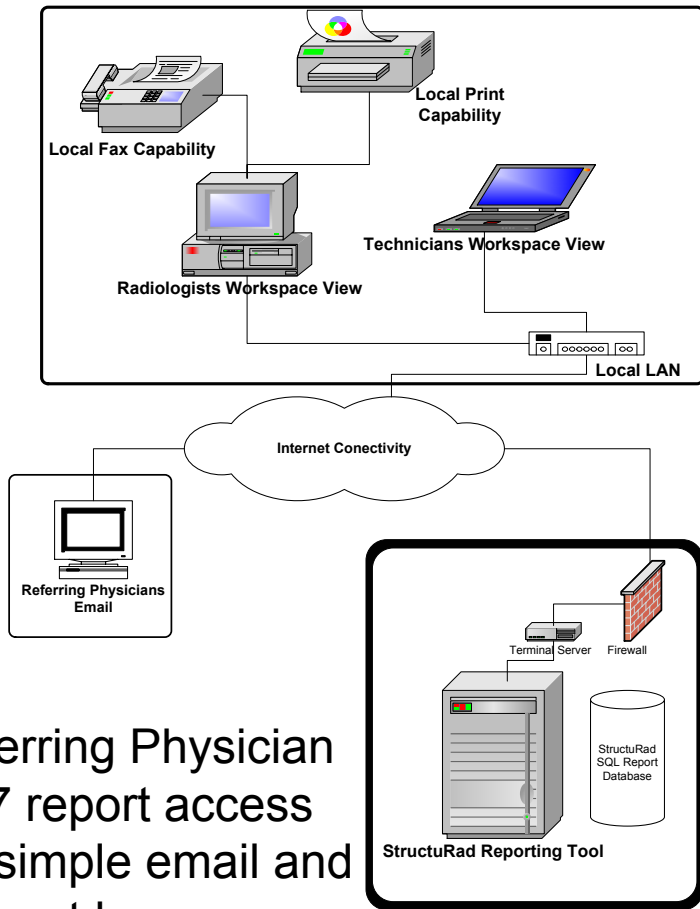 Local Print
Capability
Local Fax Capability
Technicians Workspace View
Radiologists Workspace View
Local LAN
Internet Conectivity
Referring Physicians
Email
Terminal Server
Firewall
StructuRad
SQL Report
Database
StructuRad Reporting Tool
erring Physician
7 report access
simple email and